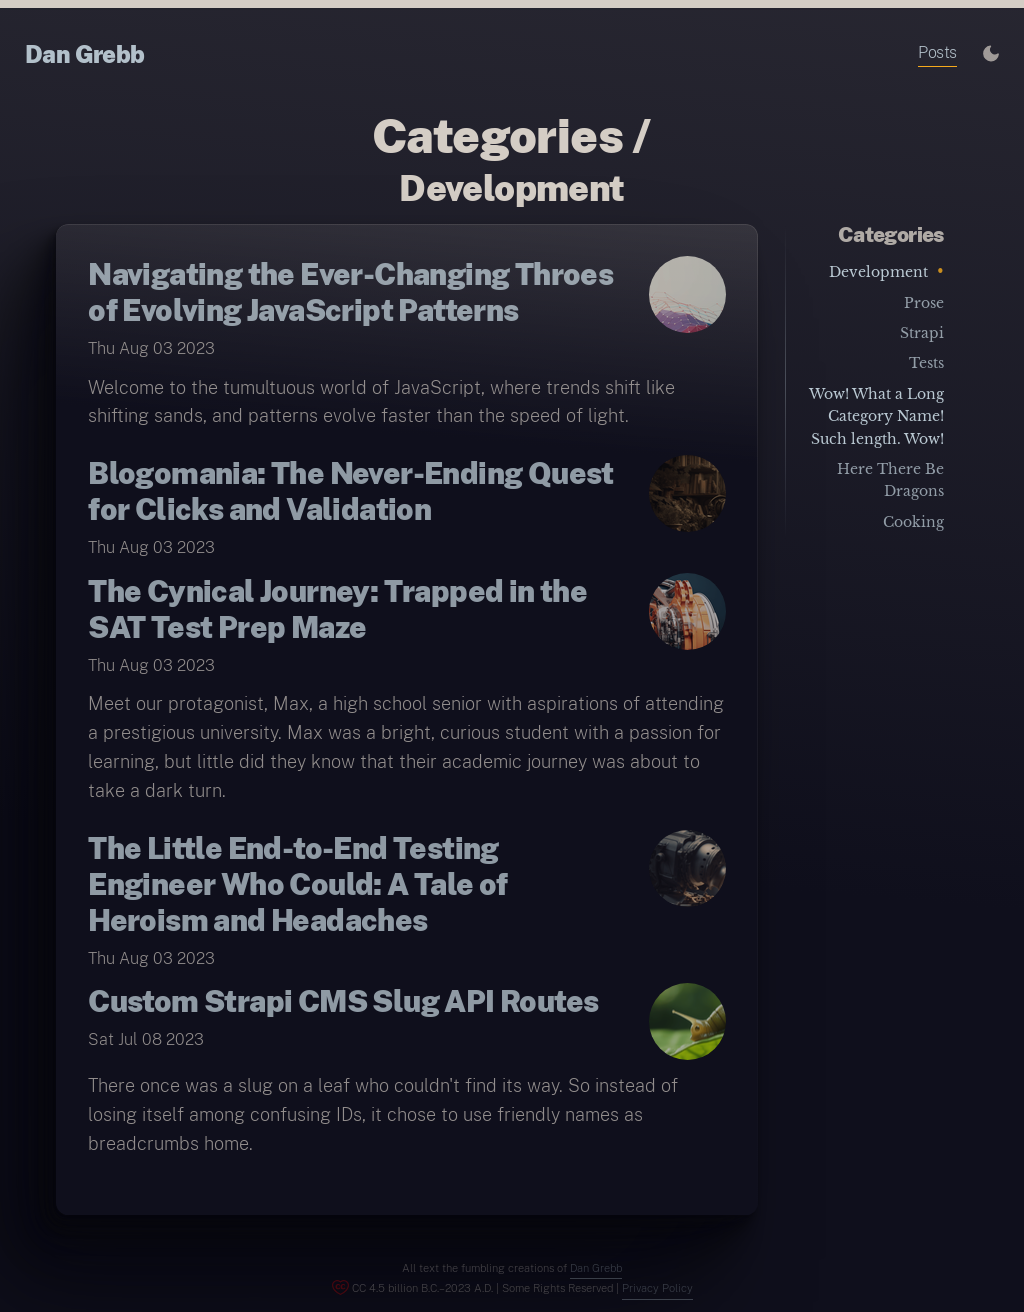 Dan Grebb
Posts
Categories /
Development
Navigating the Ever-Changing Throes
of Evolving JavaScript Patterns
Thu Aug 03 2023
Welcome to the tumultuous world of JavaScript, where trends shift like
shifting sands, and patterns evolve faster than the speed of light.
Blogomania: The Never-Ending Quest
for Clicks and Validation
Thu Aug 03 2023
The Cynical Journey: Trapped in the
SAT Test Prep Maze
Thu Aug 03 2023
Meet our protagonist, Max, a high school senior with aspirations of attending
a prestigious university. Max was a bright, curious student with a passion for
learning, but little did they know that their academic journey was about to
take a dark turn.
The Little End-to-End Testing
Engineer Who Could: A Tale of
Heroism and Headaches
Thu Aug 03 2023
Custom Strapi CMS Slug API Routes
Sat Jul 08 2023
There once was a slug on a leaf who couldn't find its way. So instead of
losing itself among confusing IDs, it chose to use friendly names as
breadcrumbs home.
Categories
Development •
Prose
Strapi
Tests
Wow! What a Long
Category Name!
Such length. Wow!
Here There Be
Dragons
Cooking
All text the fumbling creations of Dan Grebb
CC 4.5 billion B.C.–2023 A.D. | Some Rights Reserved | Privacy Policy